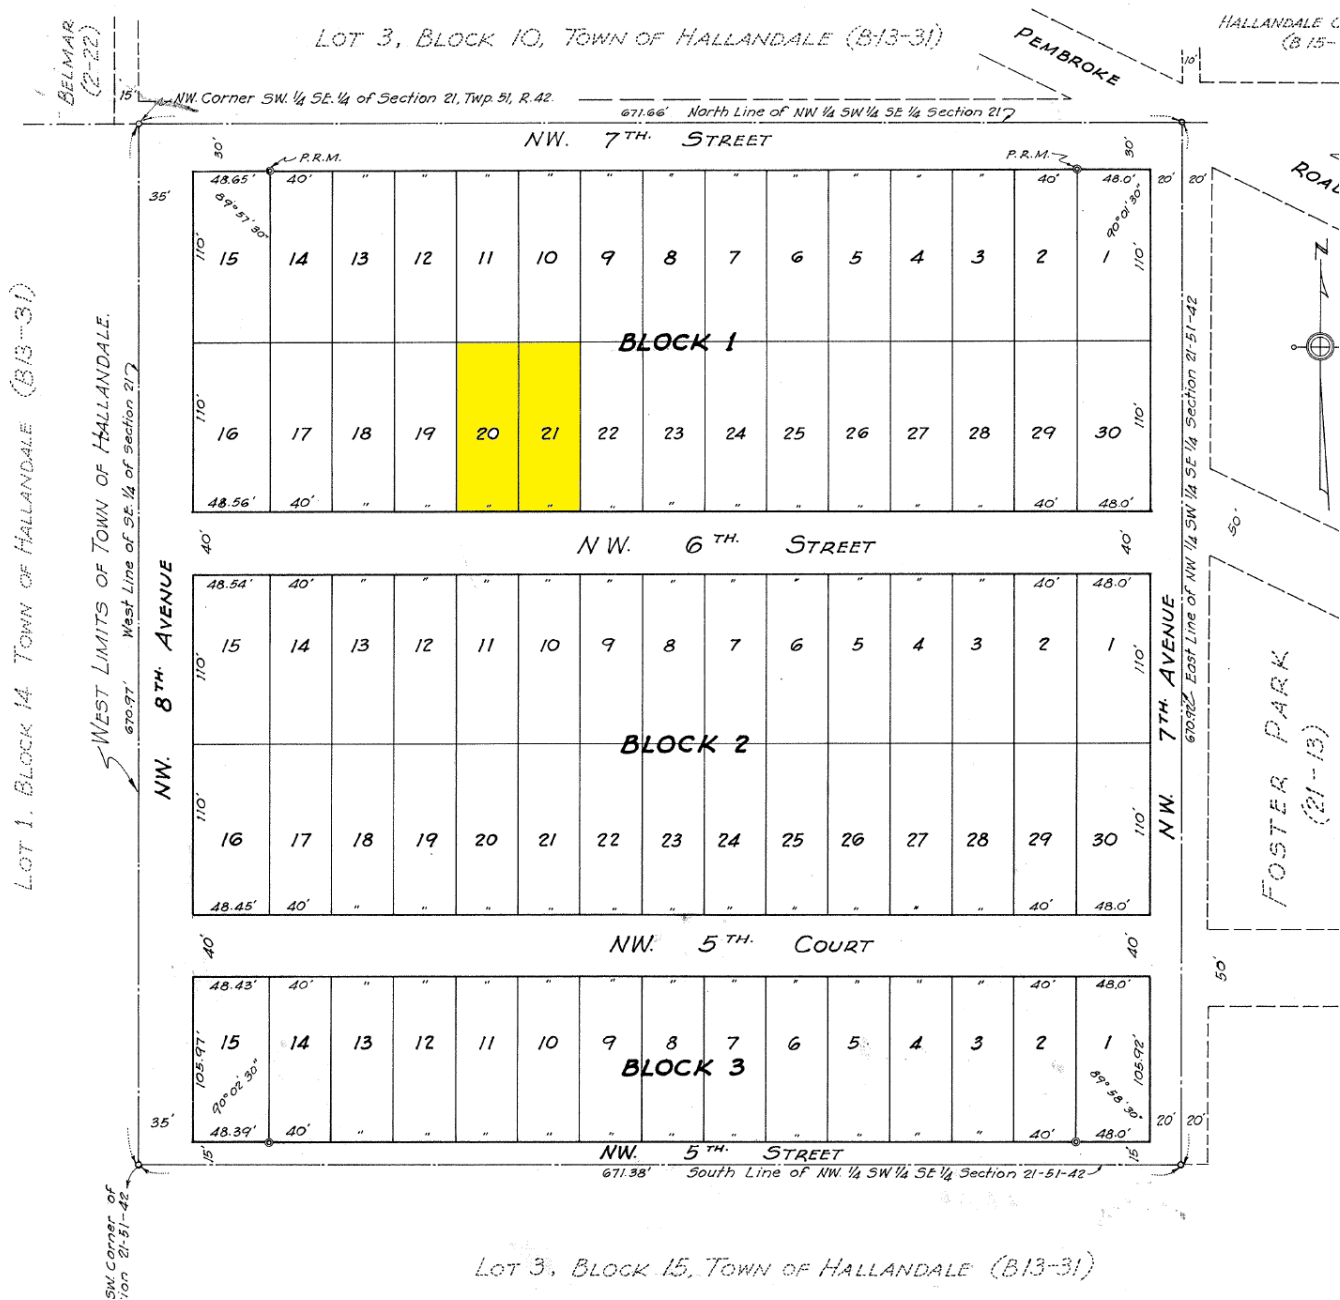 BELMAR
(2-22)
LOT 3, BLOCK 10, TOWN OF HALLANDALE (B13-31)
PEMBROKE
HALLANDALE
(B 15-
10'
15'
NW. Corner SW. 1/4 SE. 1/4 of Section 21, Twp. 51, R. 42.
671.66' North Line of NW 1/4 SW 1/4 SE 1/4 Section 21
NW. 7TH. STREET
30' P.R.M. P.R.M. 30'
35' 48.65' 40' " " " " " " " " " " " 40' 48.0' 20' 20'
ROAD
89° 57' 30" 90° 01' 30"
110' 15 14 13 12 11 10 9 8 7 6 5 4 3 2 1 110'
N
BLOCK 1
110' 16 17 18 19 20 21 22 23 24 25 26 27 28 29 30 110'
48.56' 40' " " " " " " " " " " " 40' 48.0'
50'
40' NW. 6TH. STREET 40'
48.54' 40' " " " " " " " " " " " 40' 48.0'
110' 15 14 13 12 11 10 9 8 7 6 5 4 3 2 1 110'
BLOCK 2
110' 16 17 18 19 20 21 22 23 24 25 26 27 28 29 30 110'
48.45' 40' " " " " " " " " " " " 40' 48.0'
40' NW. 5TH. COURT 40'
50'
48.43' 40' " " " " " " " " " " " 40' 48.0'
105.97' 15 14 13 12 11 10 9 8 7 6 5 4 3 2 1 105.92'
BLOCK 3
90° 02' 30" 89° 58' 30"
35' 48.39' 40' " " " " " " " " " " " 40' 48.0' 20' 20'
15' NW. 5TH. STREET 15'
671.38' South Line of NW. 1/4 SW 1/4 SE 1/4 Section 21-51-42
LOT 1. BLOCK 14 TOWN OF HALLANDALE (B13-31)
WEST LIMITS OF TOWN OF HALLANDALE.
670.97' West Line of SE. 1/4 of Section 21
NW. 8TH. AVENUE
NW. 7TH. AVENUE
670.92' East Line of NW 1/4 SW 1/4 SE 1/4 Section 21-51-42
FOSTER PARK
(21-13)
SW. Corner of
tion 21-51-42
LOT 3, BLOCK 15, TOWN OF HALLANDALE (B13-31)